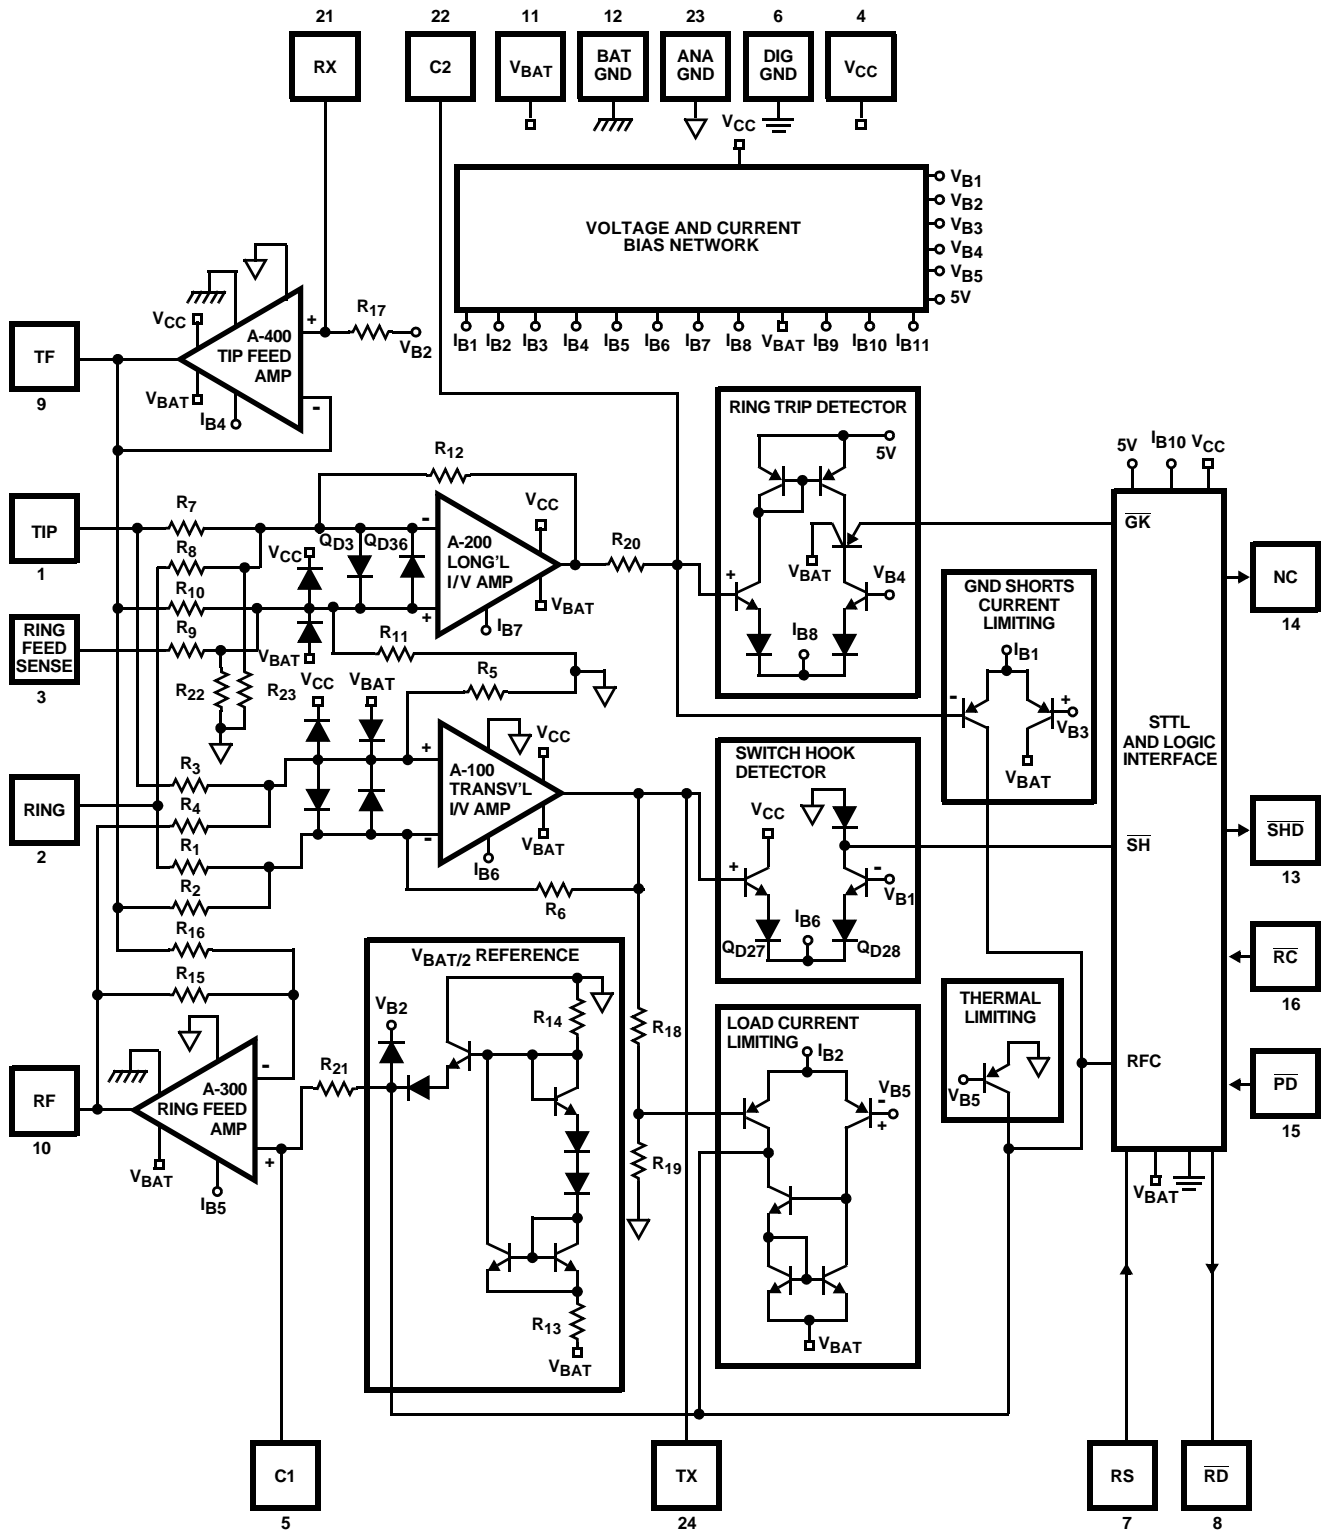 21 22 11 12 23 6 4
RX
C2
VBAT
BAT
GND
ANA
GND
DIG
GND
VCC
VCC
VOLTAGE AND CURRENT
BIAS NETWORK
VB1
VB2
VB3
VB4
VB5
5V
IB1 IB2 IB3 IB4 IB5 IB6 IB7 IB8 VBAT IB9 IB10 IB11
TF
9
VCC
A-400
TIP FEED
AMP
+
-
VBAT
IB4
R17
VB2
RING TRIP DETECTOR
5V
VBAT
VB4
+
IB8
TIP
1
R7
R8
R10
R9
R12
VCC
QD3
QD36
-
A-200
LONG'L
I/V AMP
+
VCC
VBAT
IB7
R20
VBAT
R11
RING
FEED
SENSE
3
R22
R23
VCC
VBAT
R5
RING
2
R3
R4
R1
R2
R16
R15
+
A-100
TRANSV'L
I/V AMP
-
VCC
VBAT
IB6
R6
SWITCH HOOK
DETECTOR
VCC
+
-
VB1
IB6
QD27
QD28
GND SHORTS
CURRENT
LIMITING
IB1
-
+
VB3
VBAT
5V
IB10
VCC
GK
STTL
AND LOGIC
INTERFACE
SH
RFC
VBAT
NC
14
SHD
13
RC
16
PD
15
THERMAL
LIMITING
VB5
VBAT/2 REFERENCE
VB2
R14
R13
VBAT
R18
R19
LOAD CURRENT
LIMITING
IB2
VB5
-
+
VBAT
RF
10
A-300
RING FEED
AMP
-
+
VBAT
IB5
R21
C1
5
TX
24
RS
7
RD
8